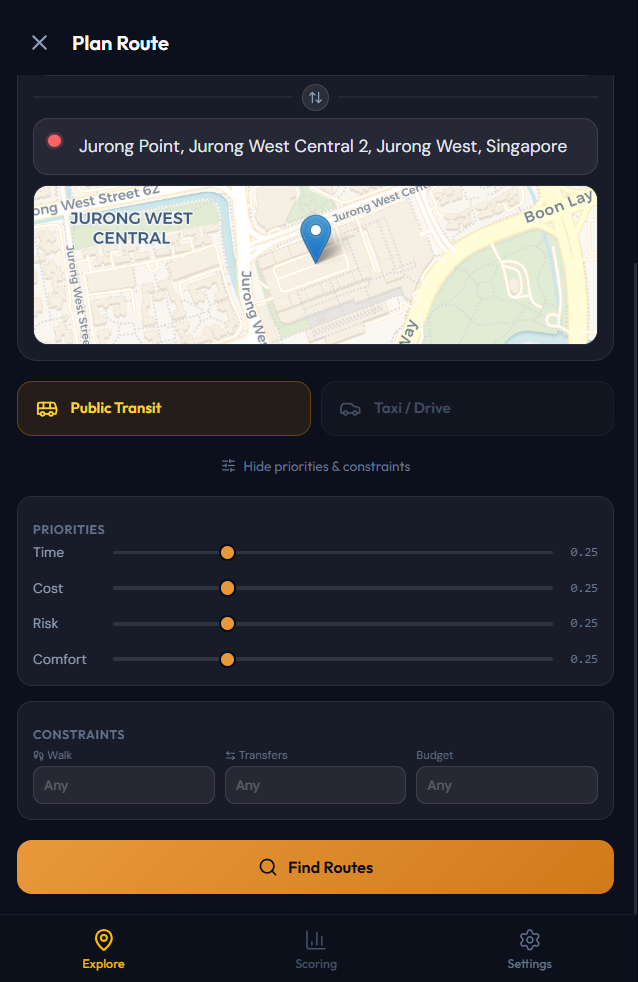 Plan Route
Jurong Point, Jurong West Central 2, Jurong West, Singapore
ong West Street 62
JURONG WEST
CENTRAL
Jurong West Cent
Boon Lay
Jurong West Stree
Jurong We
Way
Public Transit
Taxi / Drive
Hide priorities & constraints
PRIORITIES
Time 0.25
Cost 0.25
Risk 0.25
Comfort 0.25
CONSTRAINTS
Walk Transfers Budget
Any Any Any
Find Routes
Explore Scoring Settings